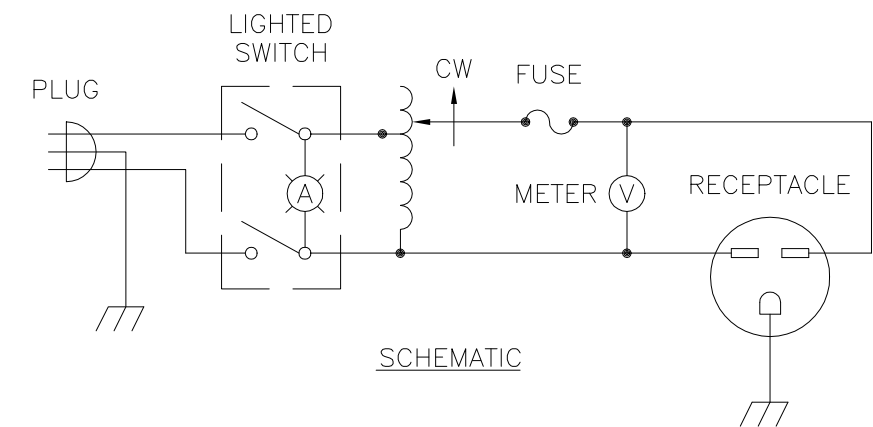 LIGHTED
SWITCH
CW
FUSE
PLUG
A
METER
V
RECEPTACLE
SCHEMATIC